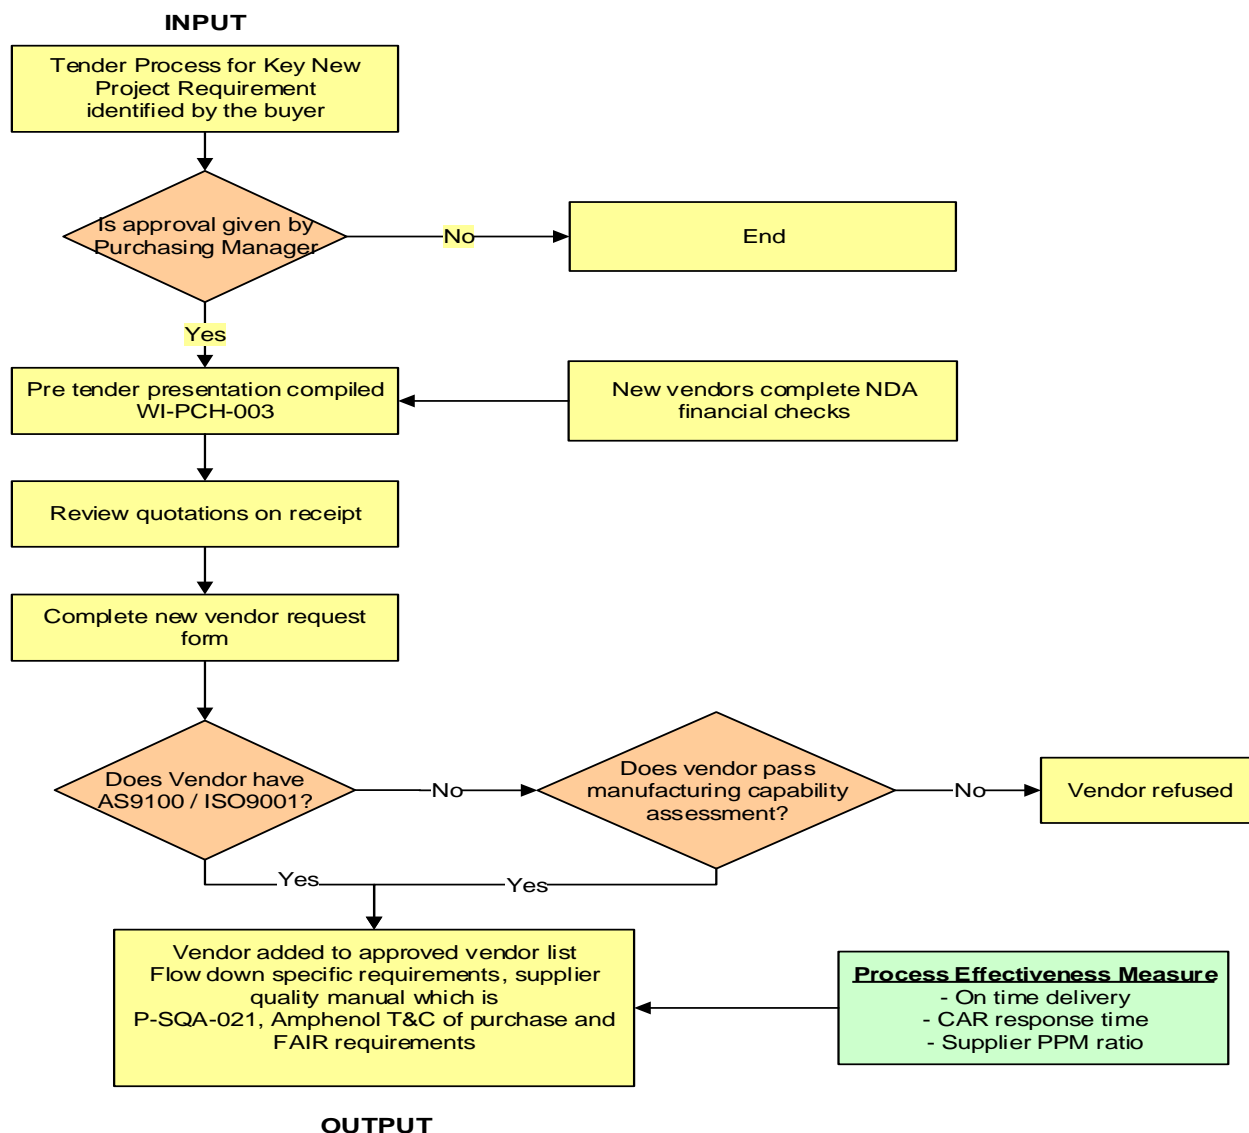 INPUT
Tender Process for Key New
Project Requirement
identified by the buyer
Is approval given by
Purchasing Manager
No
End
Yes
Pre tender presentation compiled
WI-PCH-003
New vendors complete NDA
financial checks
Review quotations on receipt
Complete new vendor request
form
Does Vendor have
AS9100 / ISO9001?
No
Does vendor pass
manufacturing capability
assessment?
No
Vendor refused
Yes
Yes
Vendor added to approved vendor list
Flow down specific requirements, supplier
quality manual which is
P-SQA-021, Amphenol T&C of purchase and
FAIR requirements
Process Effectiveness Measure
- On time delivery
- CAR response time
- Supplier PPM ratio
OUTPUT